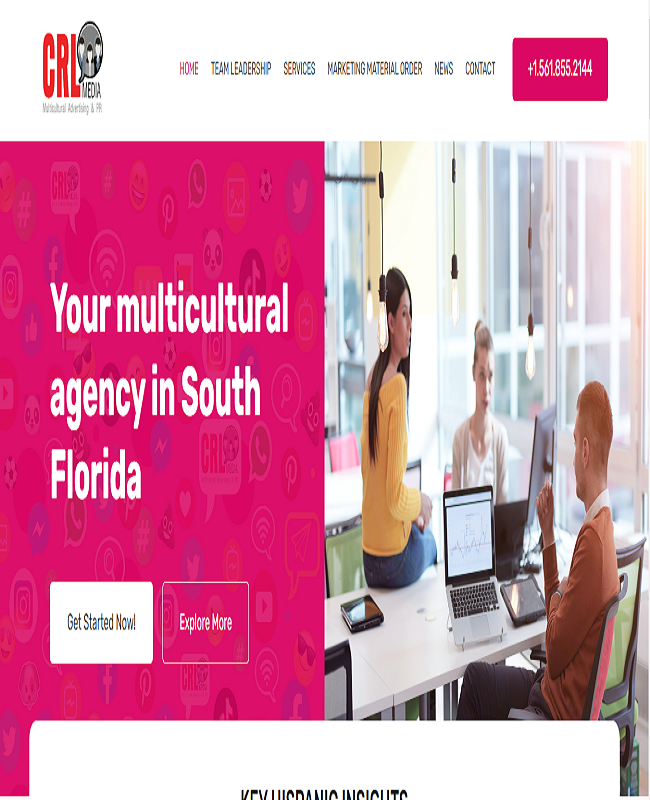 CRL
MEDIA
Multicultural Advertising & PR
HOME TEAM LEADERSHIP SERVICES MARKETING MATERIAL ORDER NEWS CONTACT
+1.561.855.2144
Your multicultural
agency in South
Florida
Get Started Now!
Explore More
KEY HISPANIC INSIGHTS